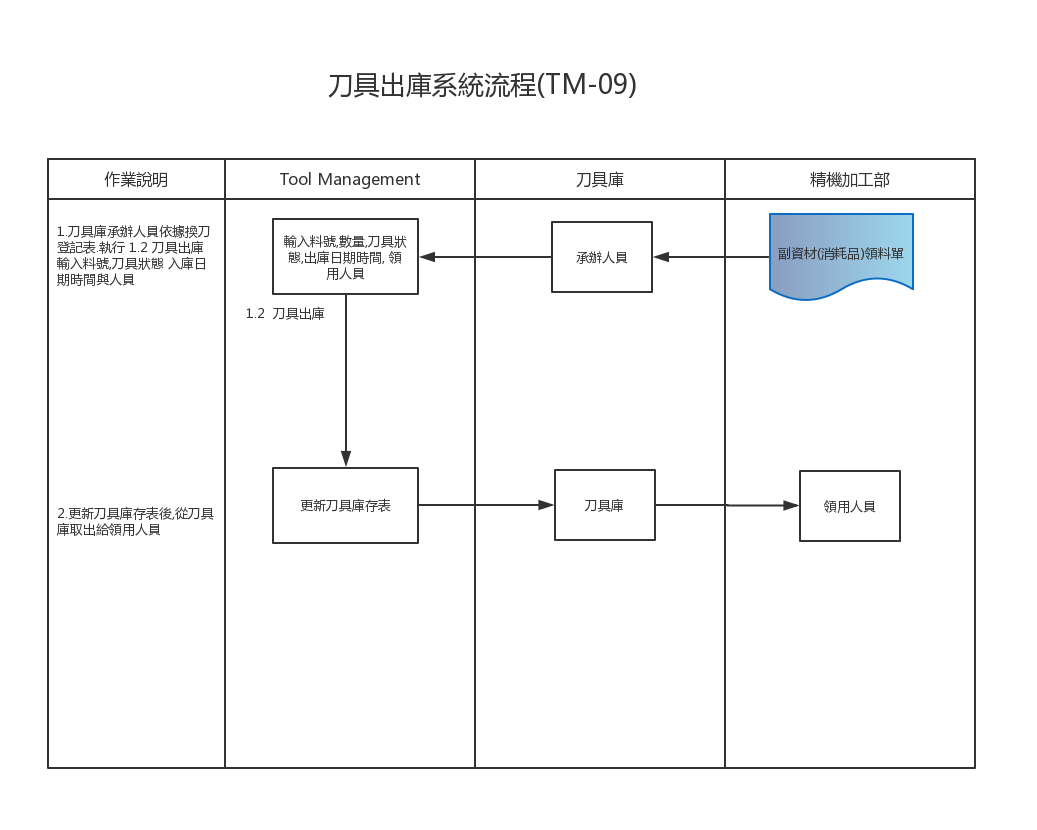 刀具出庫系統流程(TM-09)
作業說明
Tool Management
刀具庫
精機加工部
1.刀具庫承辦人員依據換刀
登記表.執行 1.2 刀具出庫
輸入料號,刀具狀態 入庫日
期時間與人員
輸入料號,數量,刀具狀
態,出庫日期時間, 領
用人員
承辦人員
副資材(消耗品)領料單
1.2 刀具出庫
2.更新刀具庫存表後,從刀具
庫取出給領用人員
更新刀具庫存表
刀具庫
領用人員